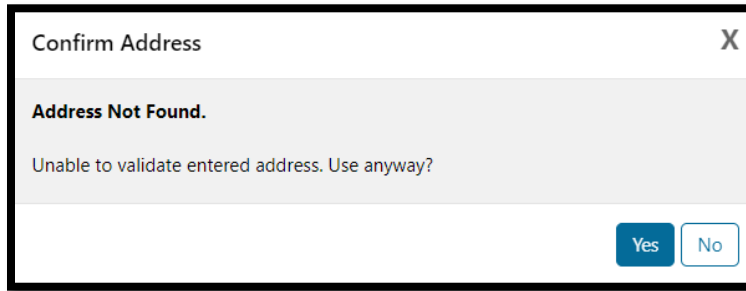 Confirm Address X
Address Not Found.
Unable to validate entered address. Use anyway?
Yes No